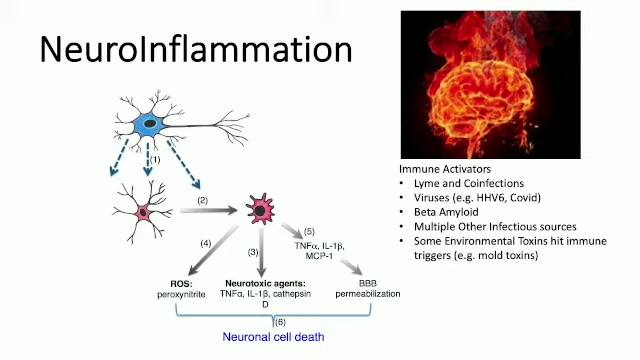 NeuroInflammation
(1)
(2)
(5)
(4)
(3)
TNFα, IL-1β,
MCP-1
ROS:
peroxynitrite
Neurotoxic agents:
TNFα, IL-1β, cathepsin
D
BBB
permeabilization
(6)
Neuronal cell death
Immune Activators
• Lyme and Coinfections
• Viruses (e.g. HHV6, Covid)
• Beta Amyloid
• Multiple Other Infectious sources
• Some Environmental Toxins hit immune
triggers (e.g. mold toxins)